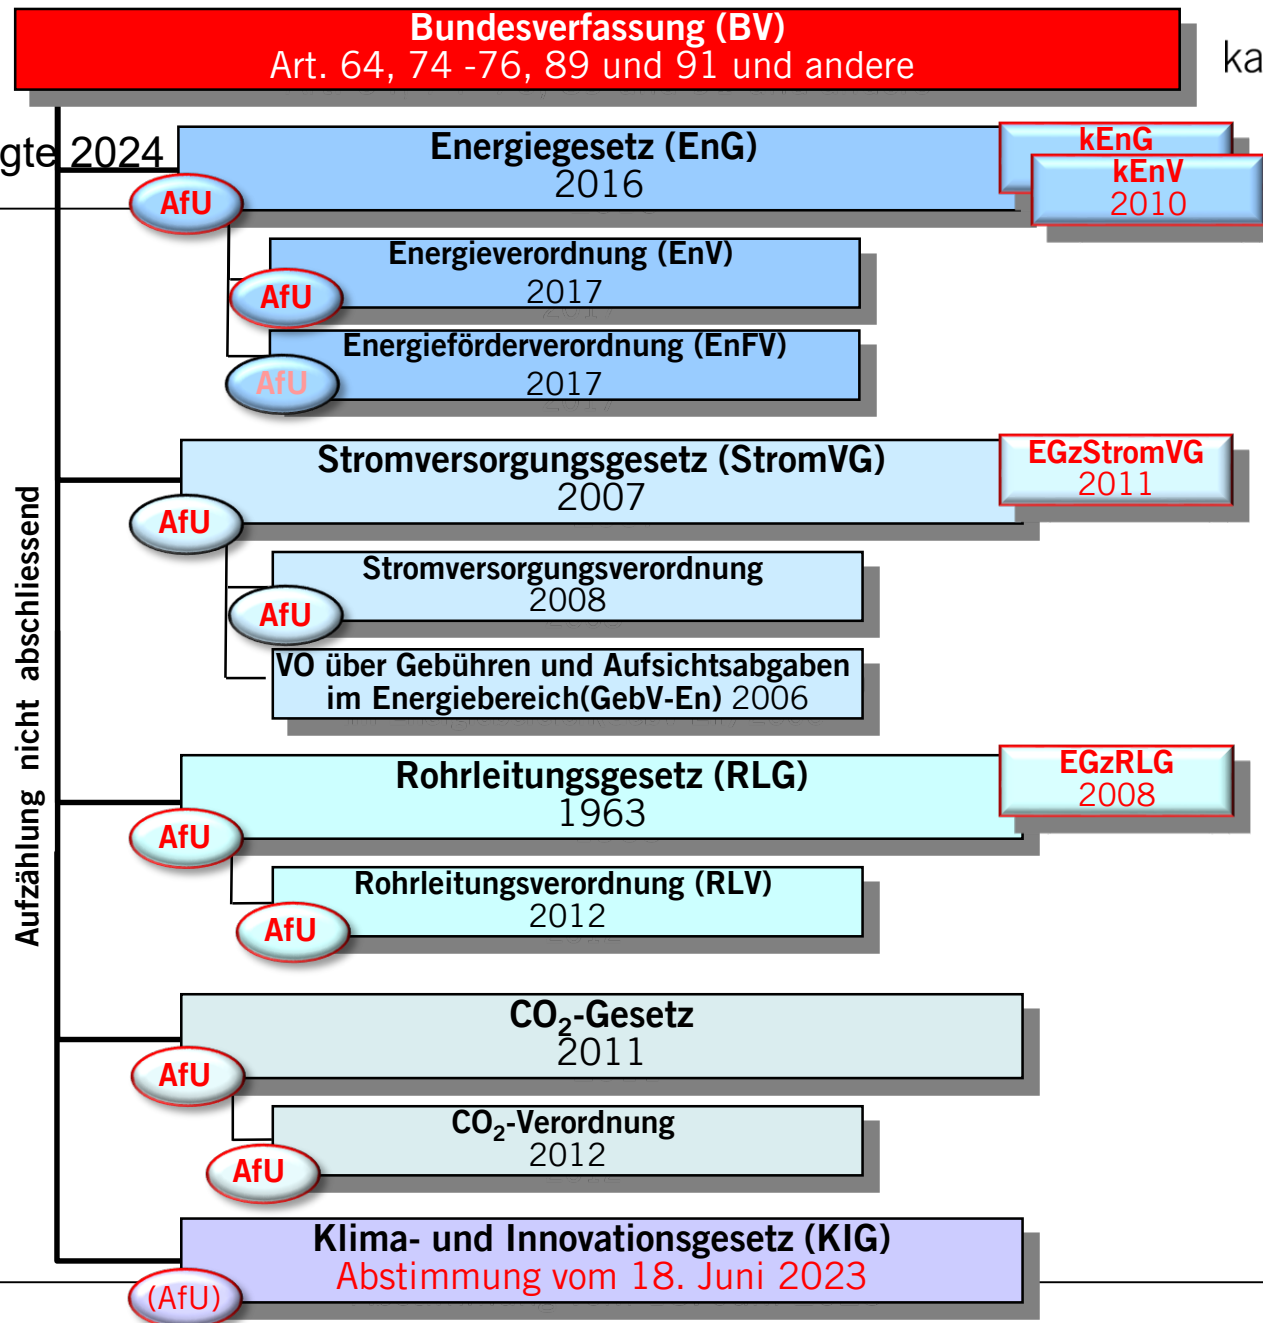 Bundesverfassung (BV)
Art. 64, 74 -76, 89 und 91 und andere
ka
gte 2024
Energiegesetz (EnG)
2016
kEnG
kEnV
2010
AfU
Energieverordnung (EnV)
2017
AfU
Energieförderverordnung (EnFV)
2017
AfU
Stromversorgungsgesetz (StromVG)
2007
EGzStromVG
2011
AfU
Stromversorgungsverordnung
2008
AfU
VO über Gebühren und Aufsichtsabgaben
im Energiebereich(GebV-En) 2006
Aufzählung nicht abschliessend
Rohrleitungsgesetz (RLG)
1963
EGzRLG
2008
AfU
Rohrleitungsverordnung (RLV)
2012
AfU
CO₂-Gesetz
2011
AfU
CO₂-Verordnung
2012
AfU
Klima- und Innovationsgesetz (KIG)
Abstimmung vom 18. Juni 2023
(AfU)